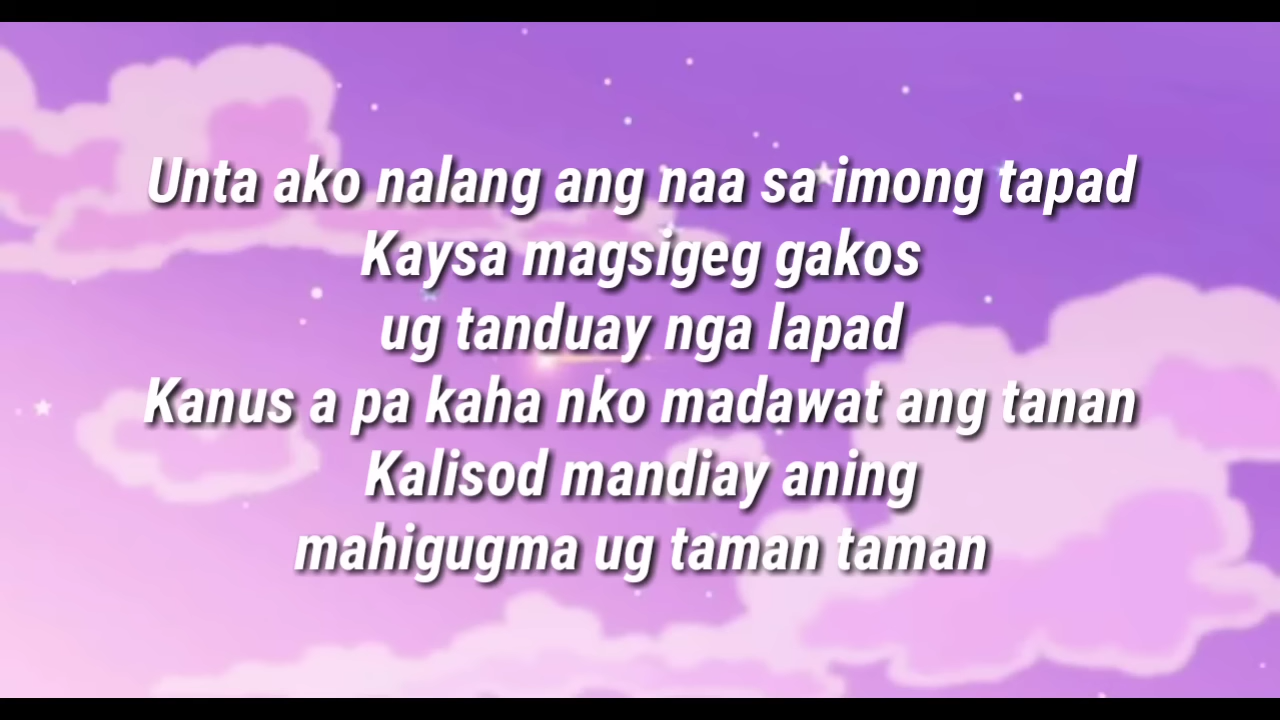 Unta ako nalang ang naa sa imong tapad
Kaysa magsigeg gakos
ug tanduay nga lapad
Kanus a pa kaha nko madawat ang tanan
Kalisod mandiay aning
mahigugma ug taman taman